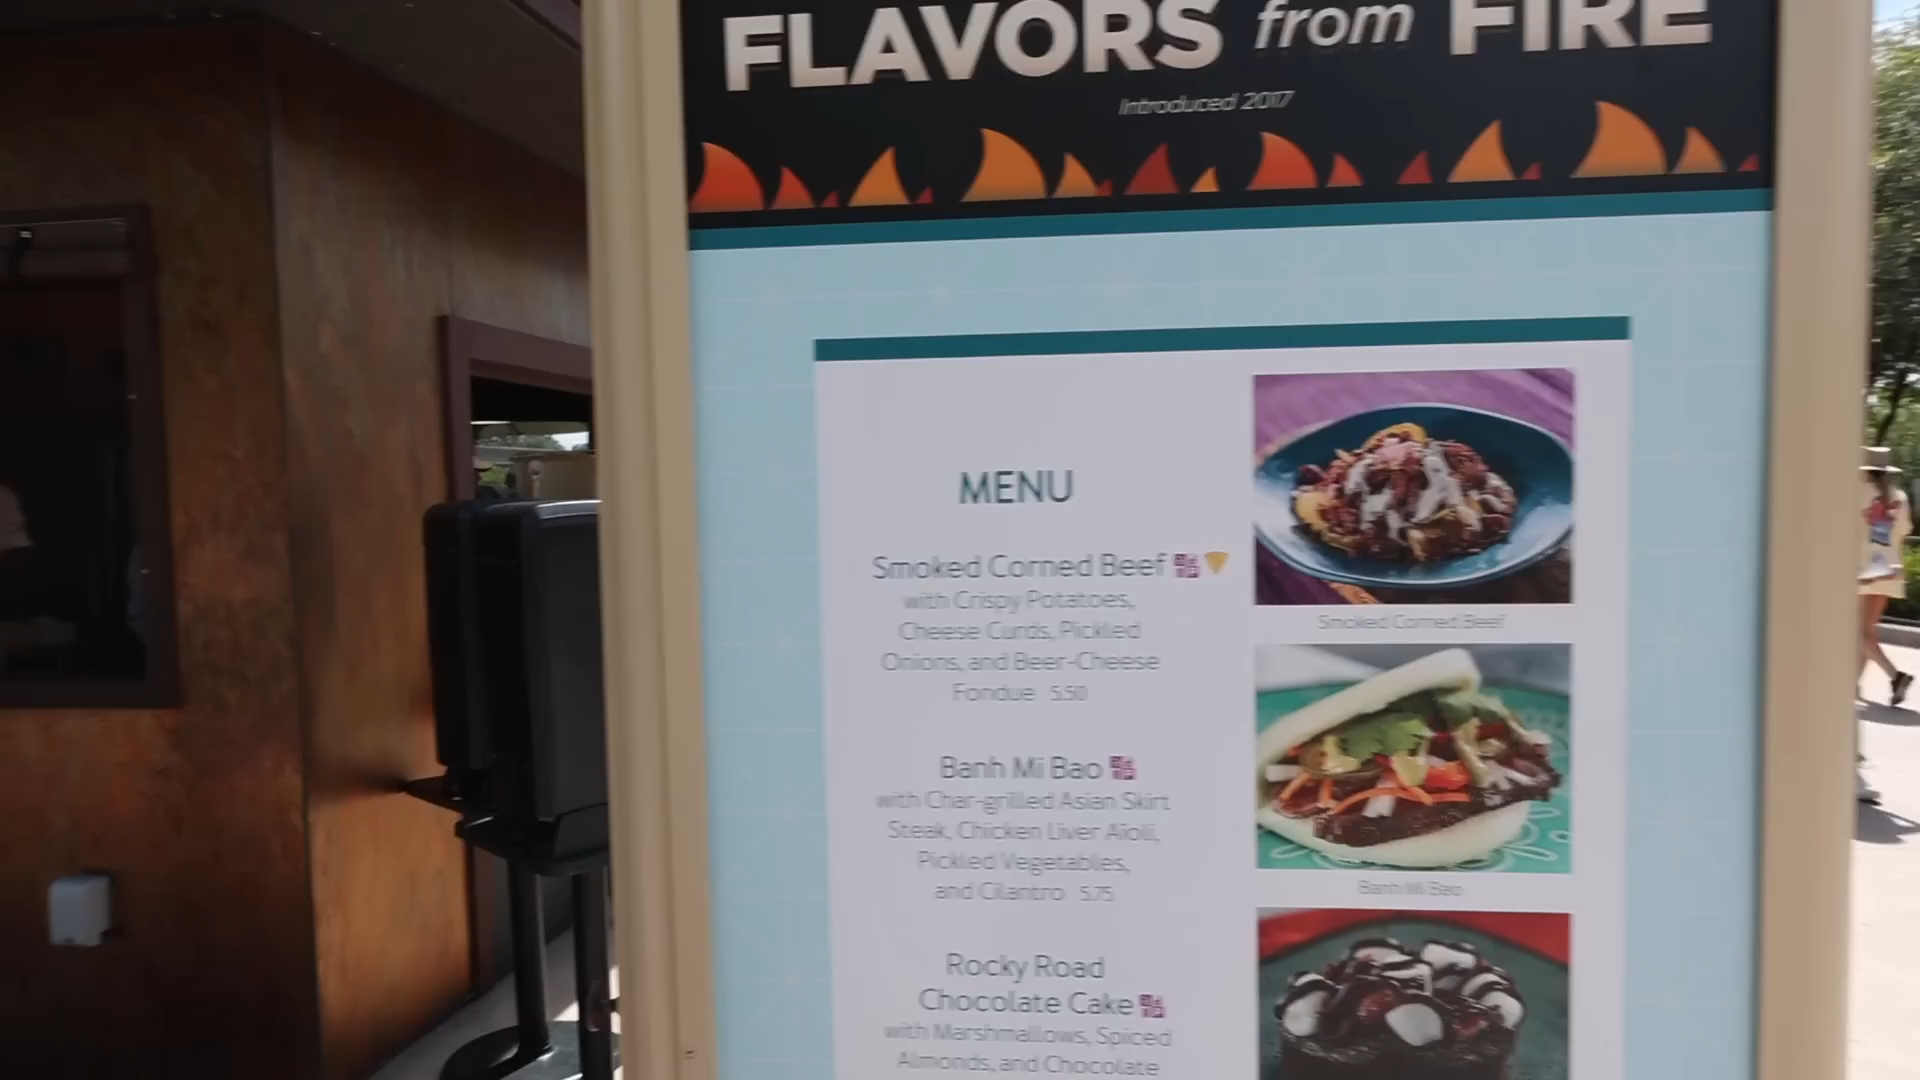 FLAVORS from FIRE
Introduced 2017
MENU
Smoked Corned Beef
with Crispy Potatoes,
Cheese Curds, Pickled
Onions, and Beer-Cheese
Fondue 5.50
Smoked Corned Beef
Banh Mi Bao
with Char-grilled Asian Skirt
Steak, Chicken Liver Aïoli,
Pickled Vegetables,
and Cilantro 5.75
Banh Mi Bao
Rocky Road
Chocolate Cake
with Marshmallows, Spiced
Almonds, and Chocolate